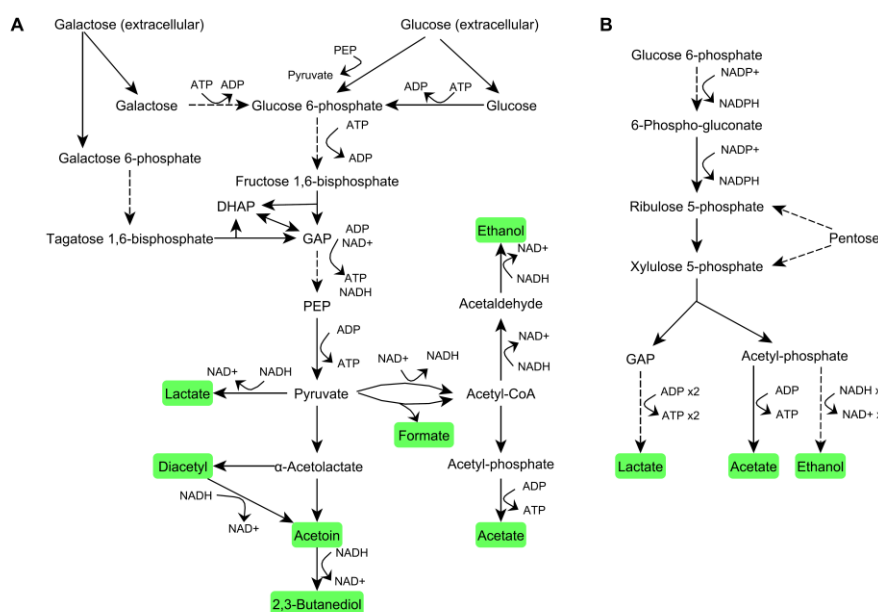 A
Galactose (extracellular)
Glucose (extracellular)
PEP
Pyruvate
ATP ADP
ADP ATP
Galactose
Glucose 6-phosphate
Glucose
ATP
ADP
Galactose 6-phosphate
Fructose 1,6-bisphosphate
DHAP
Tagatose 1,6-bisphosphate
GAP
ADP
NAD+
ATP
NADH
PEP
ADP
ATP
Ethanol
NAD+
NADH
Acetaldehyde
NAD+
NADH
NAD+ NADH
NAD+ NADH
Lactate
Pyruvate
Acetyl-CoA
Formate
Diacetyl
α-Acetolactate
Acetyl-phosphate
NADH
NAD+
ADP
ATP
Acetoin
Acetate
NADH
NAD+
2,3-Butanediol
B
Glucose 6-phosphate
NADP+
NADPH
6-Phospho-gluconate
NADP+
NADPH
Ribulose 5-phosphate
Pentose
Xylulose 5-phosphate
GAP
Acetyl-phosphate
ADP x2
ATP x2
ADP
ATP
NADH x
NAD+ x
Lactate
Acetate
Ethanol